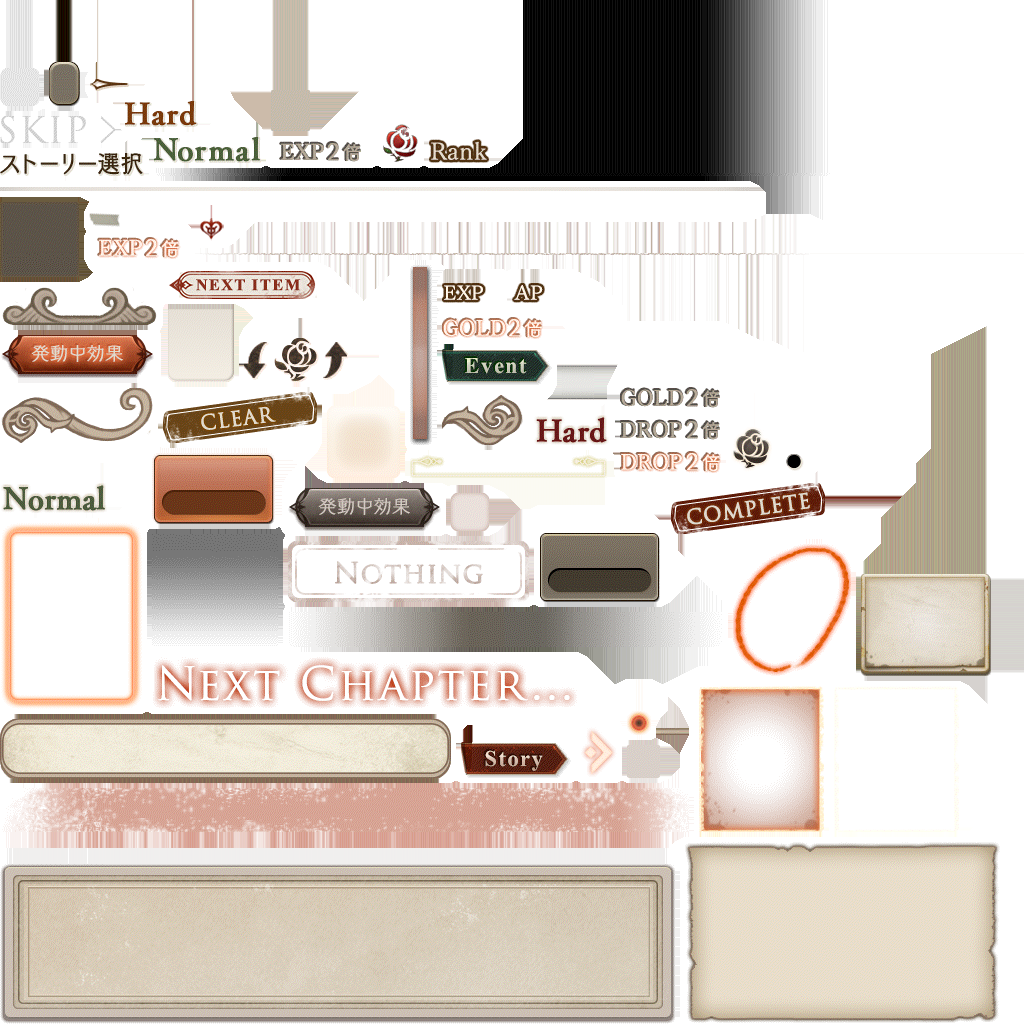 SKIP
Hard
Normal
EXP2倍
Rank
ストーリー選択
EXP2倍
NEXT ITEM
EXP
AP
GOLD2倍
発動中効果
Event
CLEAR
GOLD2倍
Hard
DROP2倍
DROP2倍
Normal
発動中効果
COMPLETE
NOTHING
NEXT CHAPTER...
Story